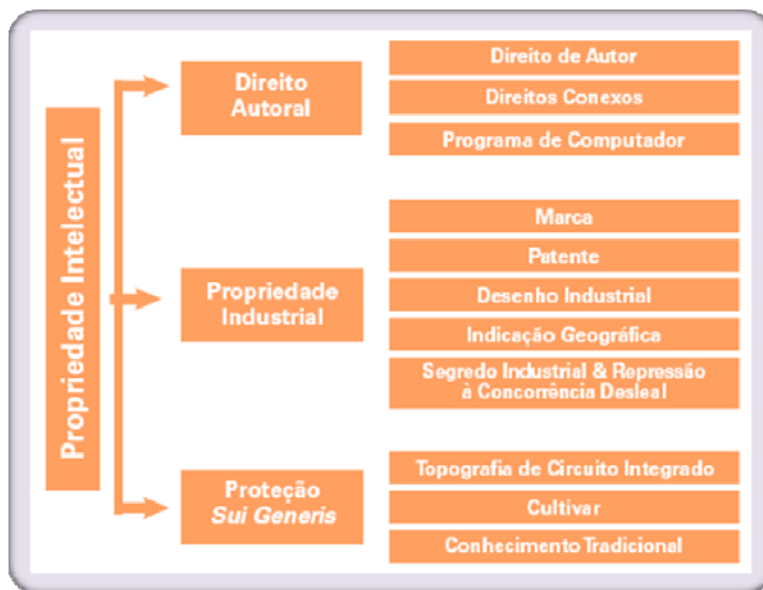 Propriedade Intelectual
Direito
Autoral
Direito de Autor
Direitos Conexos
Programa de Computador
Propriedade
Industrial
Marca
Patente
Desenho Industrial
Indicação Geográfica
Segredo Industrial & Repressão
à Concorrência Desleal
Proteção
Sui Generis
Topografia de Circuito Integrado
Cultivar
Conhecimento Tradicional